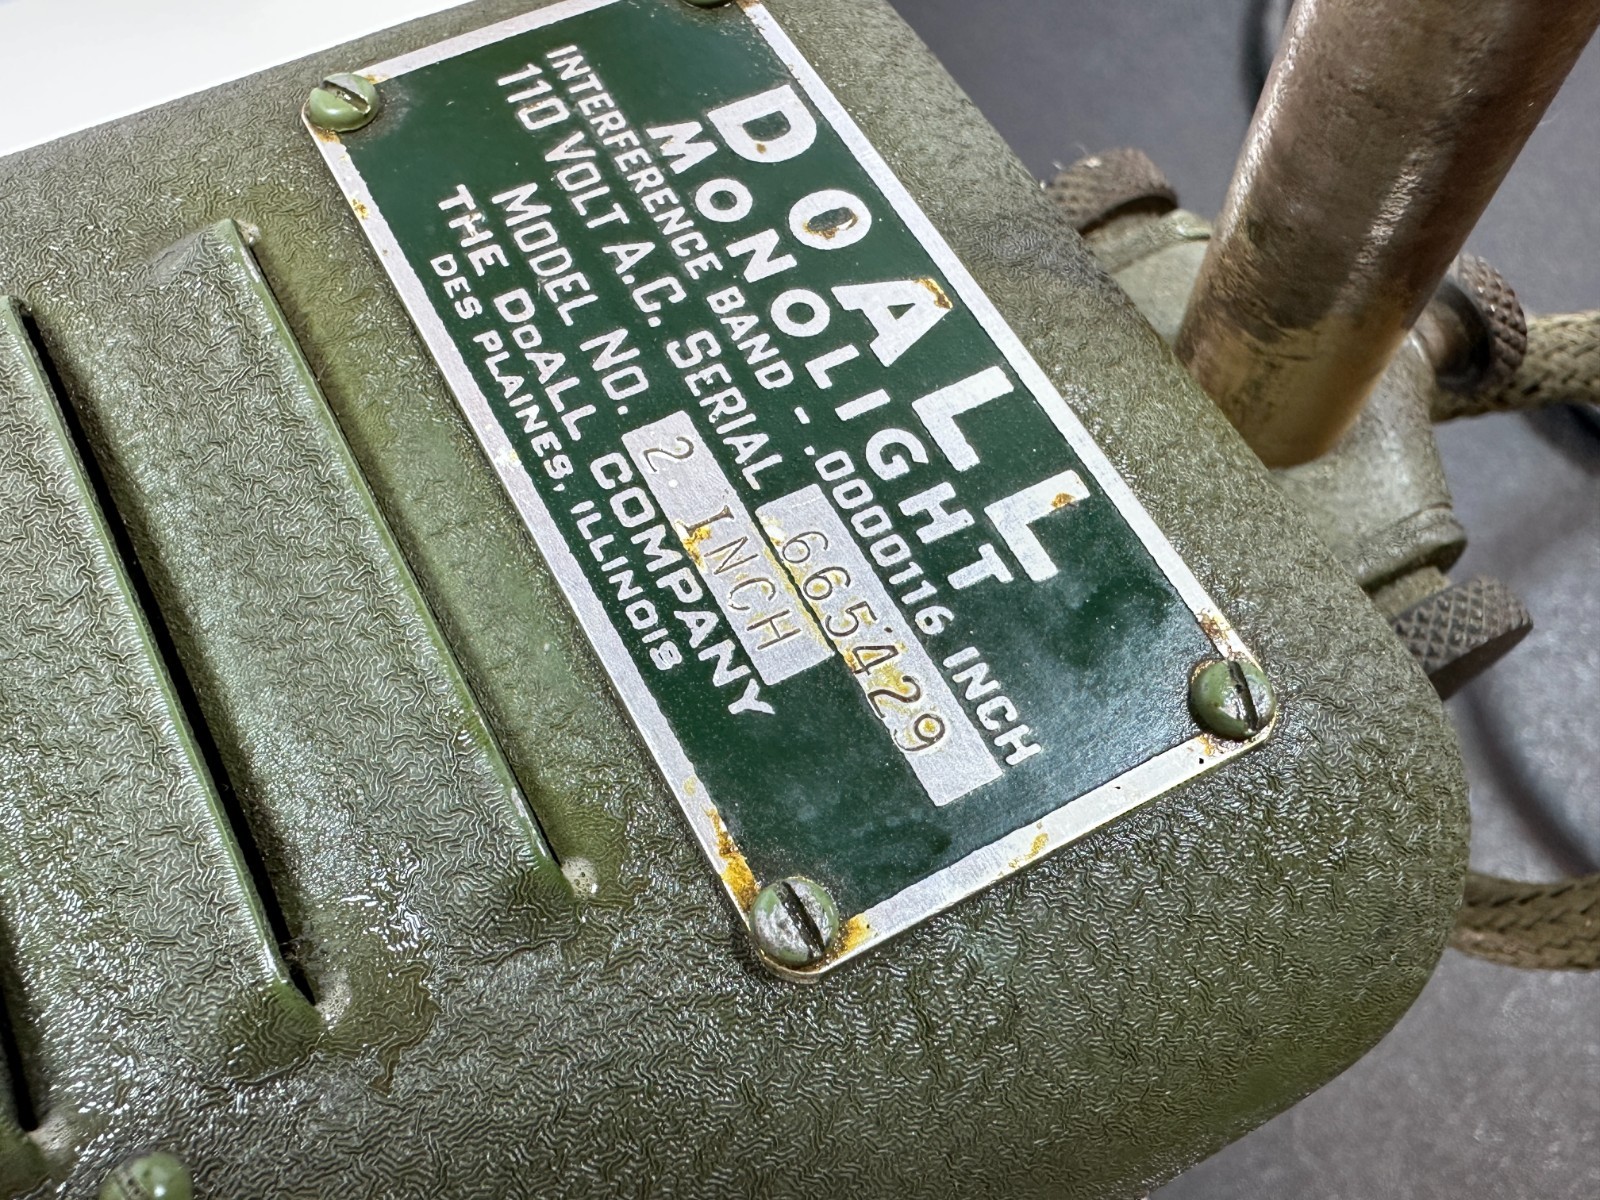 DOALL
MONOLIGHT
INTERFERENCE BAND - .0000116 INCH
110 VOLT A.C. SERIAL 665429
MODEL NO. 2 INCH
THE DOALL COMPANY
DES PLAINES, ILLINOIS